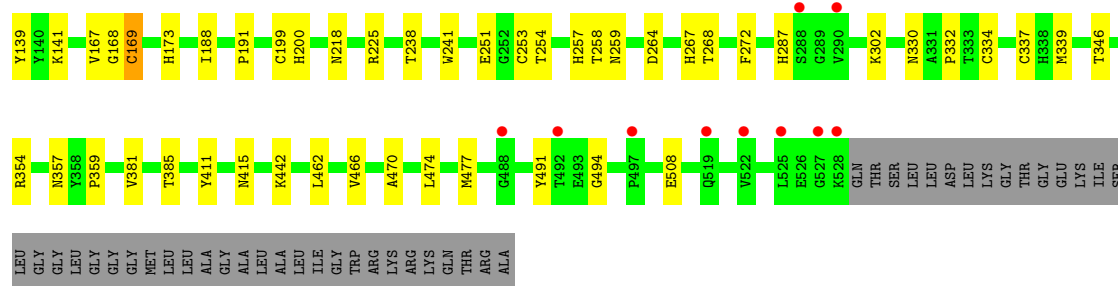 Y139 Y140 K141 V167 G168 C169 H173 I188 P191 C199 H200 N218 R225 T238 W241 E251 G252 C253 T254 H257 T258 N259 D264 H267 T268 F272 H287 S288 G289 V290 K302 N330 A331 P332 T333 C334 C337 H338 M339 T346
R354 N357 Y358 P359 V381 T385 Y411 N415 K442 L462 V466 A470 L474 M477 G488 Y491 T492 E493 G494 P497 E508 Q519 V522 L525 E526 G527 K528 GLN THR SER LEU LEU ASP LEU LYS GLY THR GLY GLU LYS ILE SER
LEU GLY GLY LEU GLY GLY GLY MET LEU LEU ALA GLY ALA LEU ALA LEU ILE GLY TRP ARG LYS ARG LYS GLN THR ARG ALA